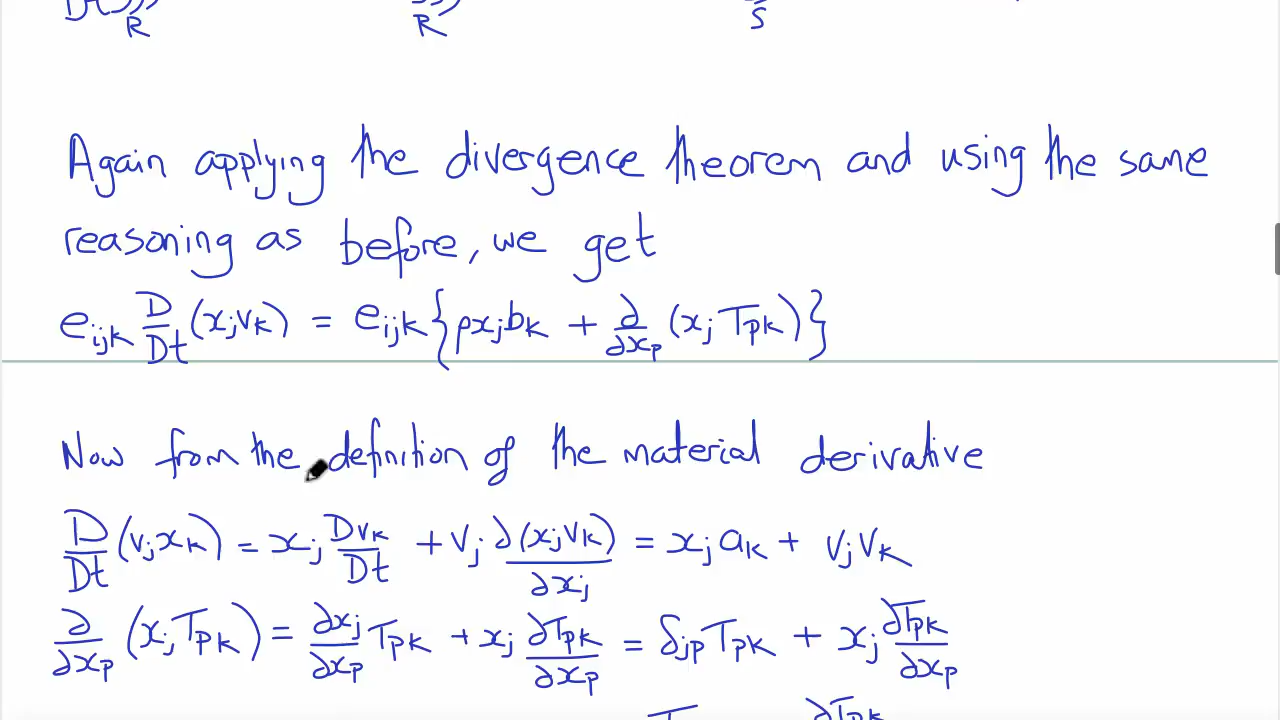 Dt R R S
Again applying the divergence theorem and using the same
reasoning as before, we get
e_ijk D/Dt (x_j v_k) = e_ijk { ρ x_j b_k + ∂/∂x_p (x_j T_pk) }
Now from the definition of the material derivative
D/Dt (v_j x_k) = x_j Dv_k/Dt + v_j ∂(x_j v_k)/∂x_j = x_j a_k + v_j v_k
∂/∂x_p (x_j T_pk) = ∂x_j/∂x_p T_pk + x_j ∂T_pk/∂x_p = δ_jp T_pk + x_j ∂T_pk/∂x_p
∂T_pk